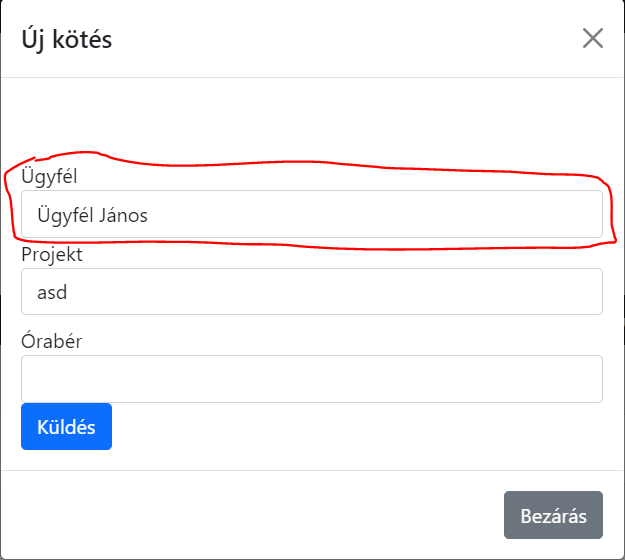 Új kötés
Ügyfél
Ügyfél János
Projekt
asd
Órabér
Küldés
Bezárás